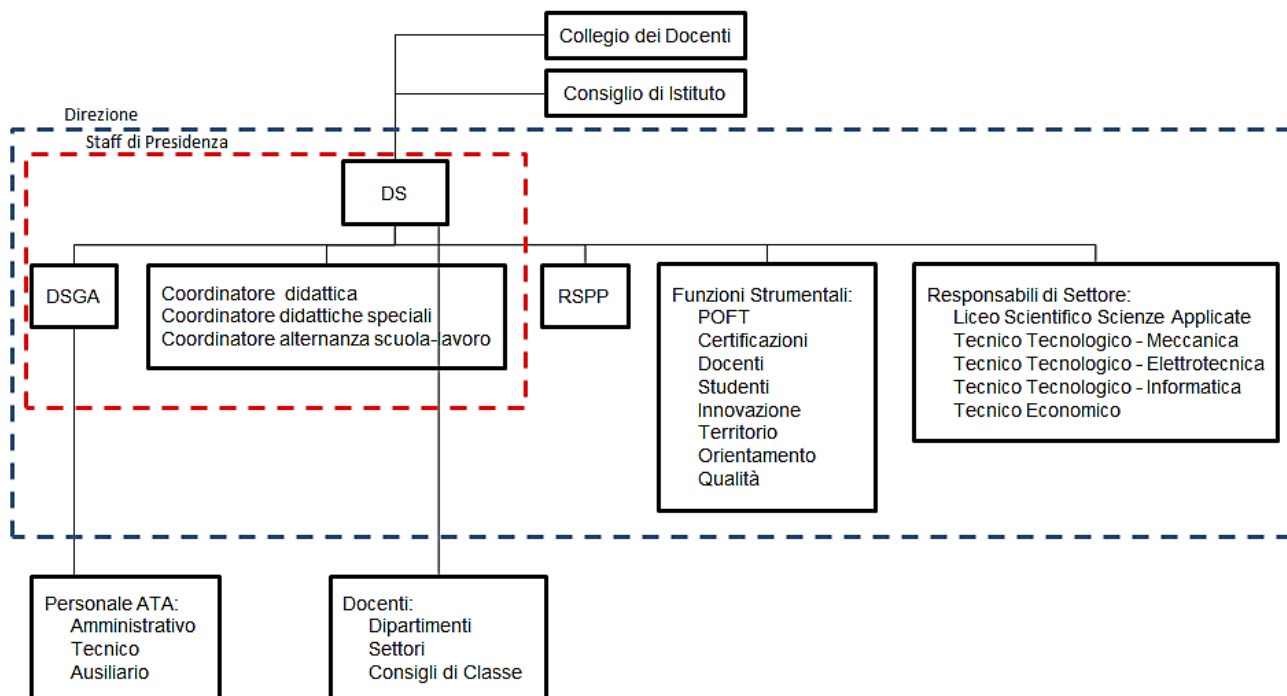 Collegio dei Docenti
Consiglio di Istituto
Direzione
Staff di Presidenza
DS
DSGA
Coordinatore didattica
Coordinatore didattiche speciali
Coordinatore alternanza scuola-lavoro
RSPP
Funzioni Strumentali:
POFT
Certificazioni
Docenti
Studenti
Innovazione
Territorio
Orientamento
Qualità
Responsabili di Settore:
Liceo Scientifico Scienze Applicate
Tecnico Tecnologico - Meccanica
Tecnico Tecnologico - Elettrotecnica
Tecnico Tecnologico - Informatica
Tecnico Economico
Personale ATA:
Amministrativo
Tecnico
Ausiliario
Docenti:
Dipartimenti
Settori
Consigli di Classe